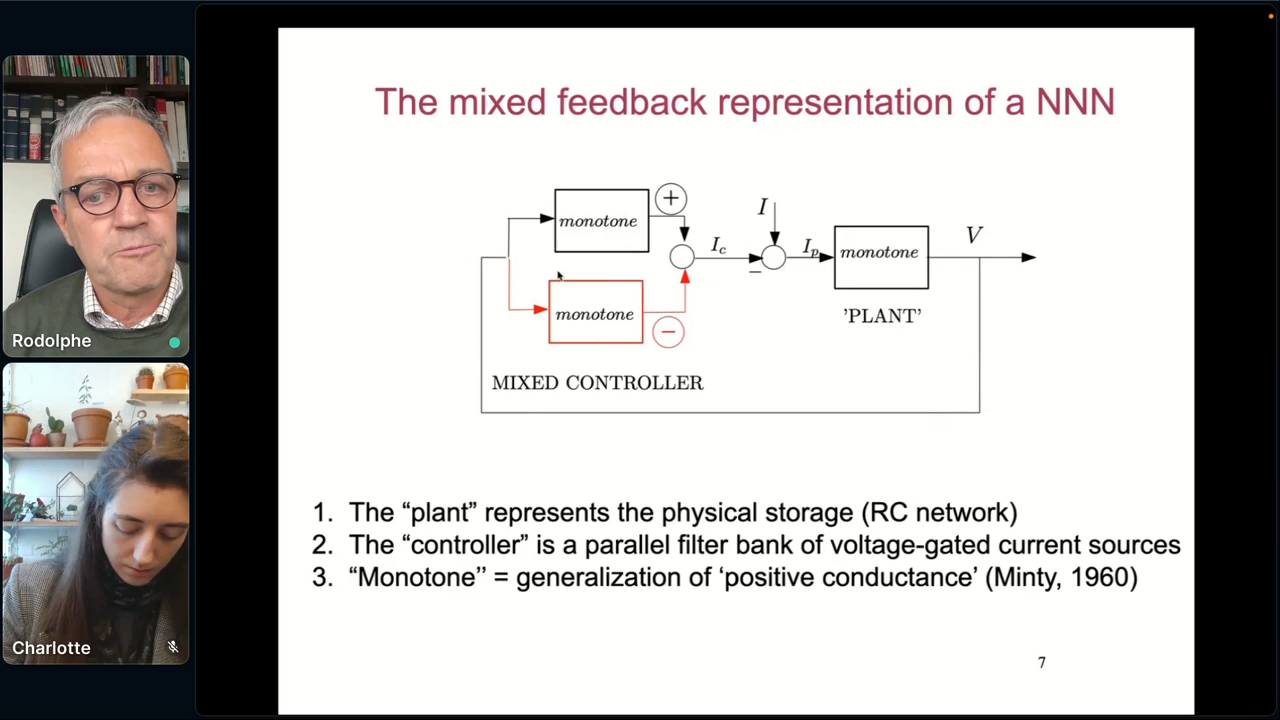 The mixed feedback representation of a NNN
monotone
+
monotone
−
I_c
I
−
I_p
monotone
V
'PLANT'
MIXED CONTROLLER
1. The “plant” represents the physical storage (RC network)
2. The “controller” is a parallel filter bank of voltage-gated current sources
3. “Monotone’’ = generalization of ‘positive conductance’ (Minty, 1960)
7
Rodolphe
Charlotte